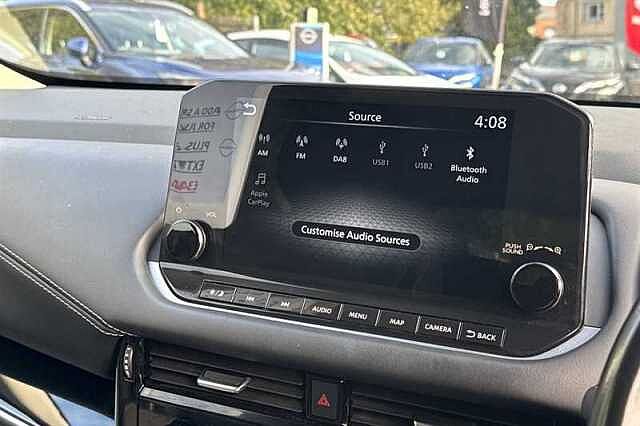 Source
4:08
AM FM DAB USB1 USB2 Bluetooth Audio
Apple CarPlay
Customise Audio Sources
VOL
PUSH SOUND
AUDIO MENU MAP CAMERA BACK